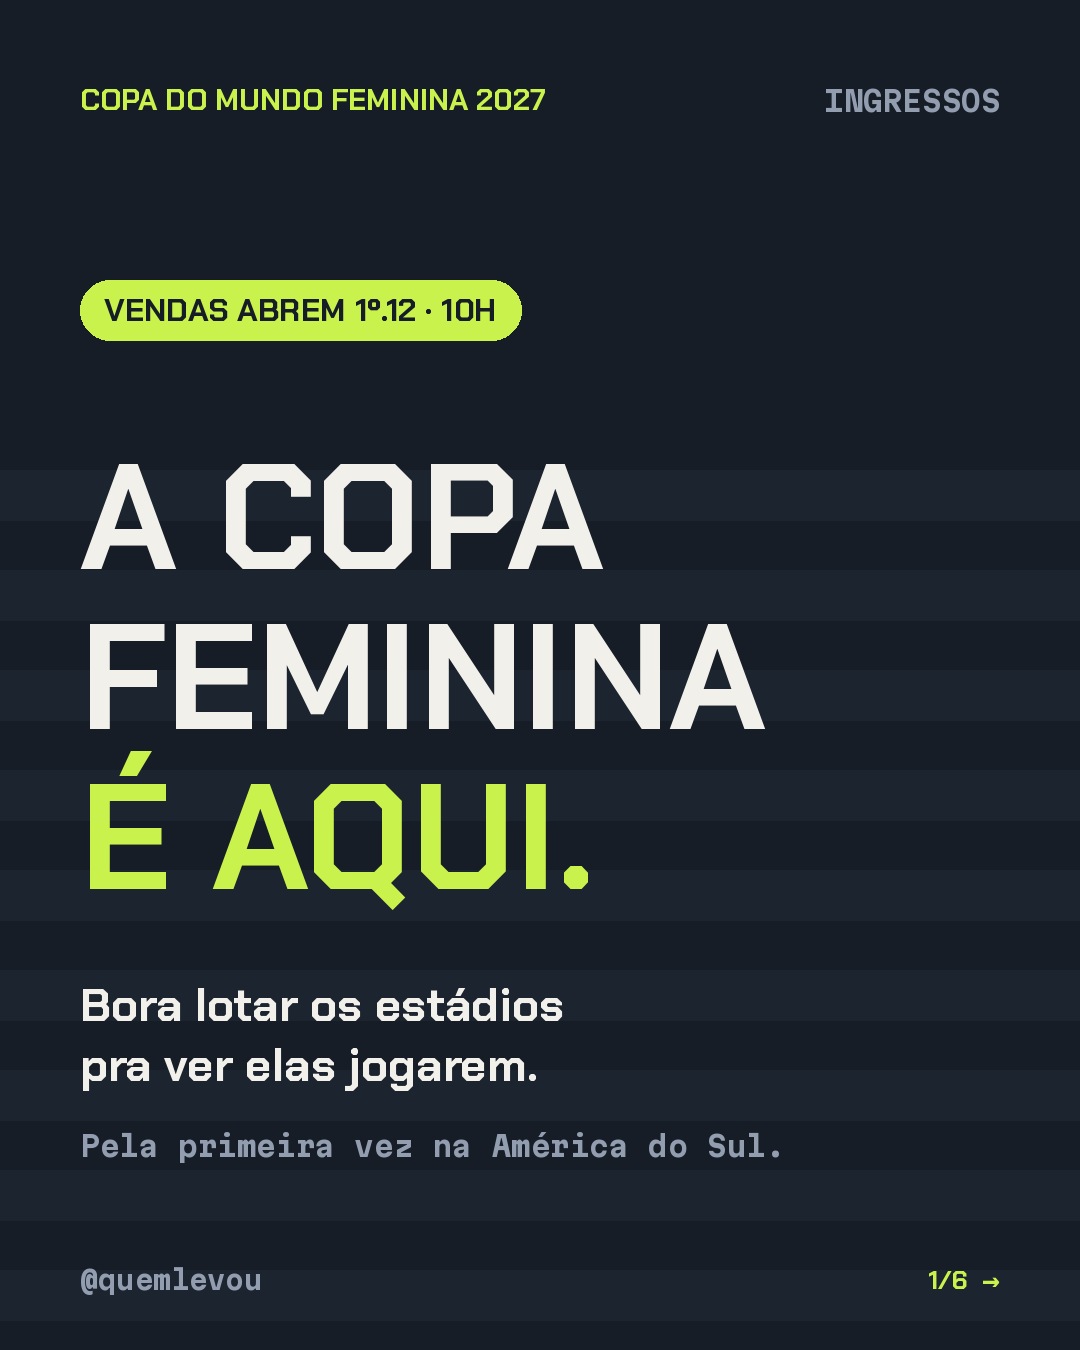 COPA DO MUNDO FEMININA 2027
INGRESSOS
VENDAS ABREM 1º.12 · 10H
A COPA
FEMININA
É AQUI.
Bora lotar os estádios
pra ver elas jogarem.
Pela primeira vez na América do Sul.
@quemlevou
1/6 →